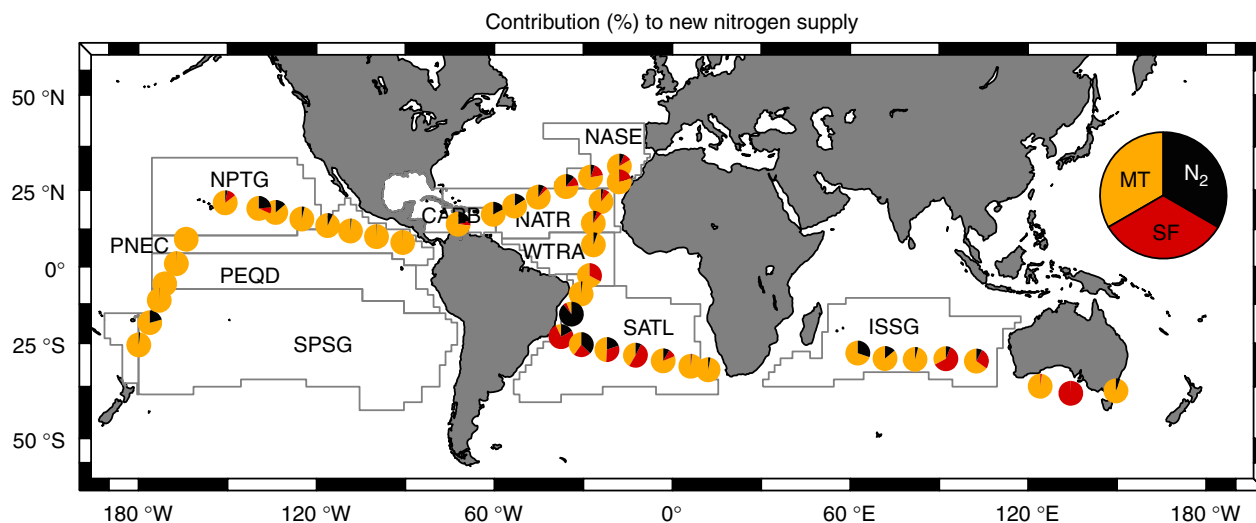 Contribution (%) to new nitrogen supply
50 °N
25 °N
0°
25 °S
50 °S
NASE
NPTG
CARB
NATR
PNEC
WTRA
PEQD
SATL
ISSG
SPSG
MT
N₂
SF
180 °W
120 °W
60 °W
0°
60 °E
120 °E
180 °W